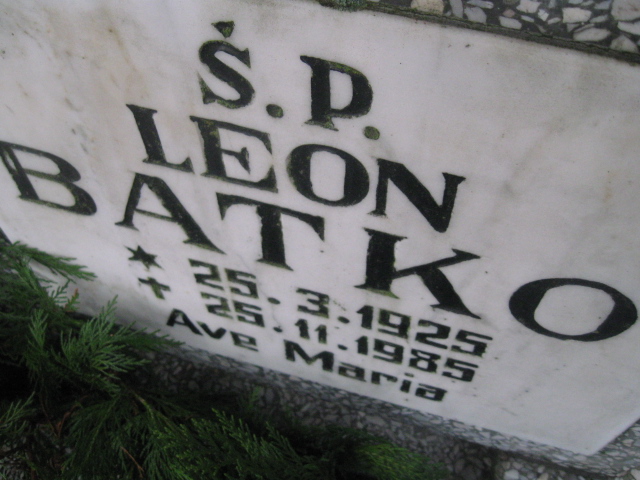 Ś.P.
LEON
BATKO
* 25.3.1925
+ 25.11.1985
Ave Maria